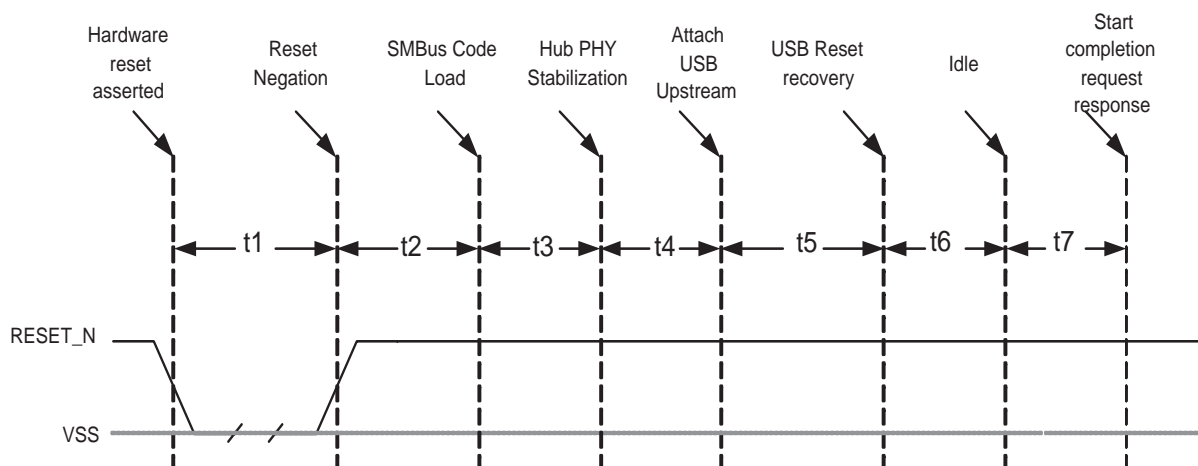 Hardware
reset
asserted
Reset
Negation
SMBus Code
Load
Hub PHY
Stabilization
Attach
USB
Upstream
USB Reset
recovery
Idle
Start
completion
request
response
t1
t2
t3
t4
t5
t6
t7
RESET_N
VSS